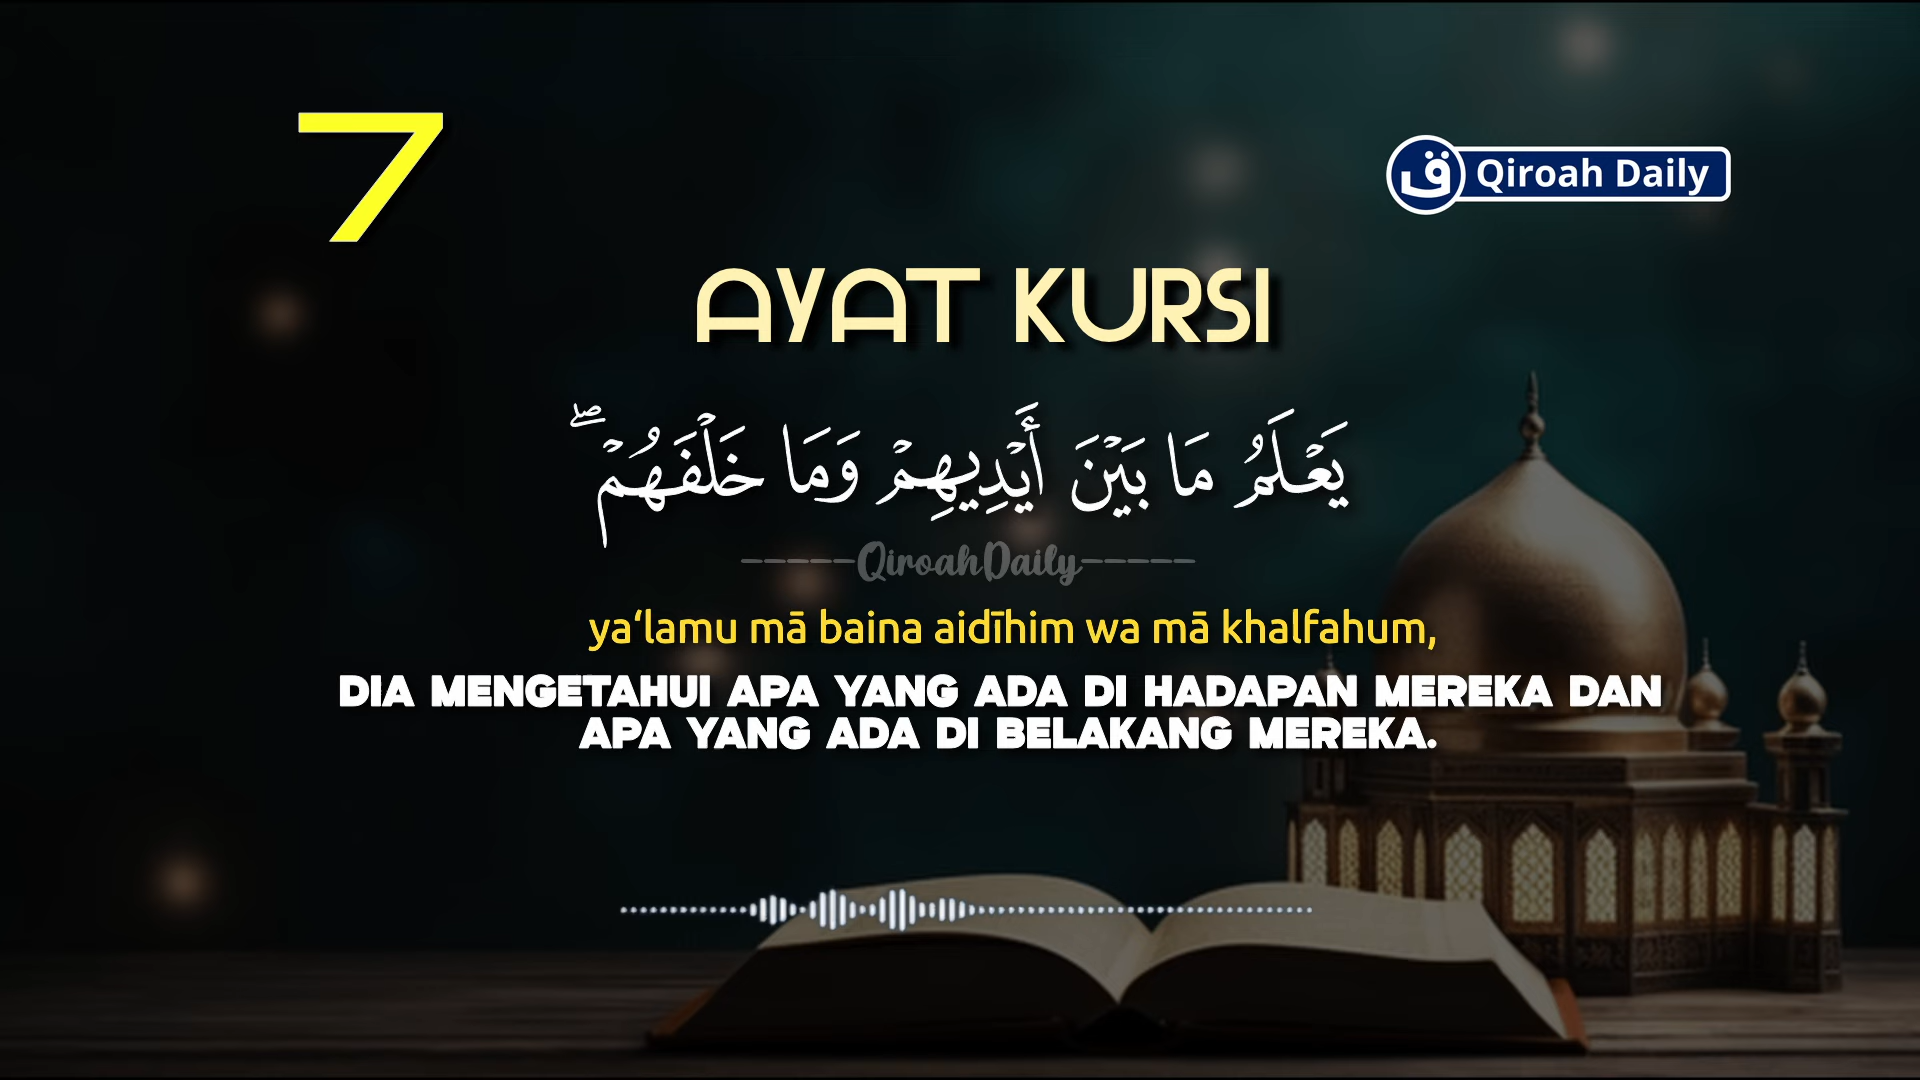 7
ق Qiroah Daily
AYAT KURSI
يَعْلَمُ مَا بَيْنَ أَيْدِيهِمْ وَمَا خَلْفَهُمْ ۖ
-----QiroahDaily-----
ya‘lamu mā baina aidīhim wa mā khalfahum,
DIA MENGETAHUI APA YANG ADA DI HADAPAN MEREKA DAN
APA YANG ADA DI BELAKANG MEREKA.